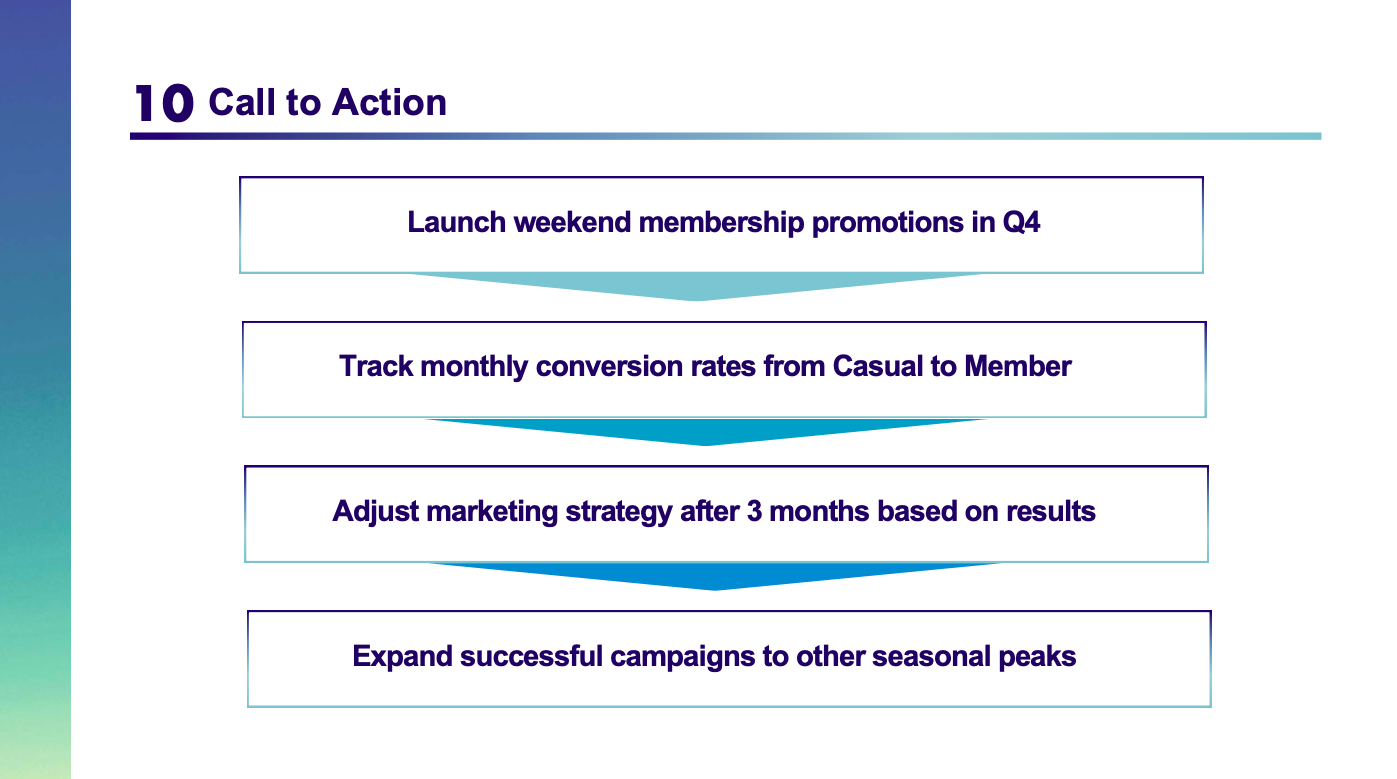 10 Call to Action
Launch weekend membership promotions in Q4
Track monthly conversion rates from Casual to Member
Adjust marketing strategy after 3 months based on results
Expand successful campaigns to other seasonal peaks